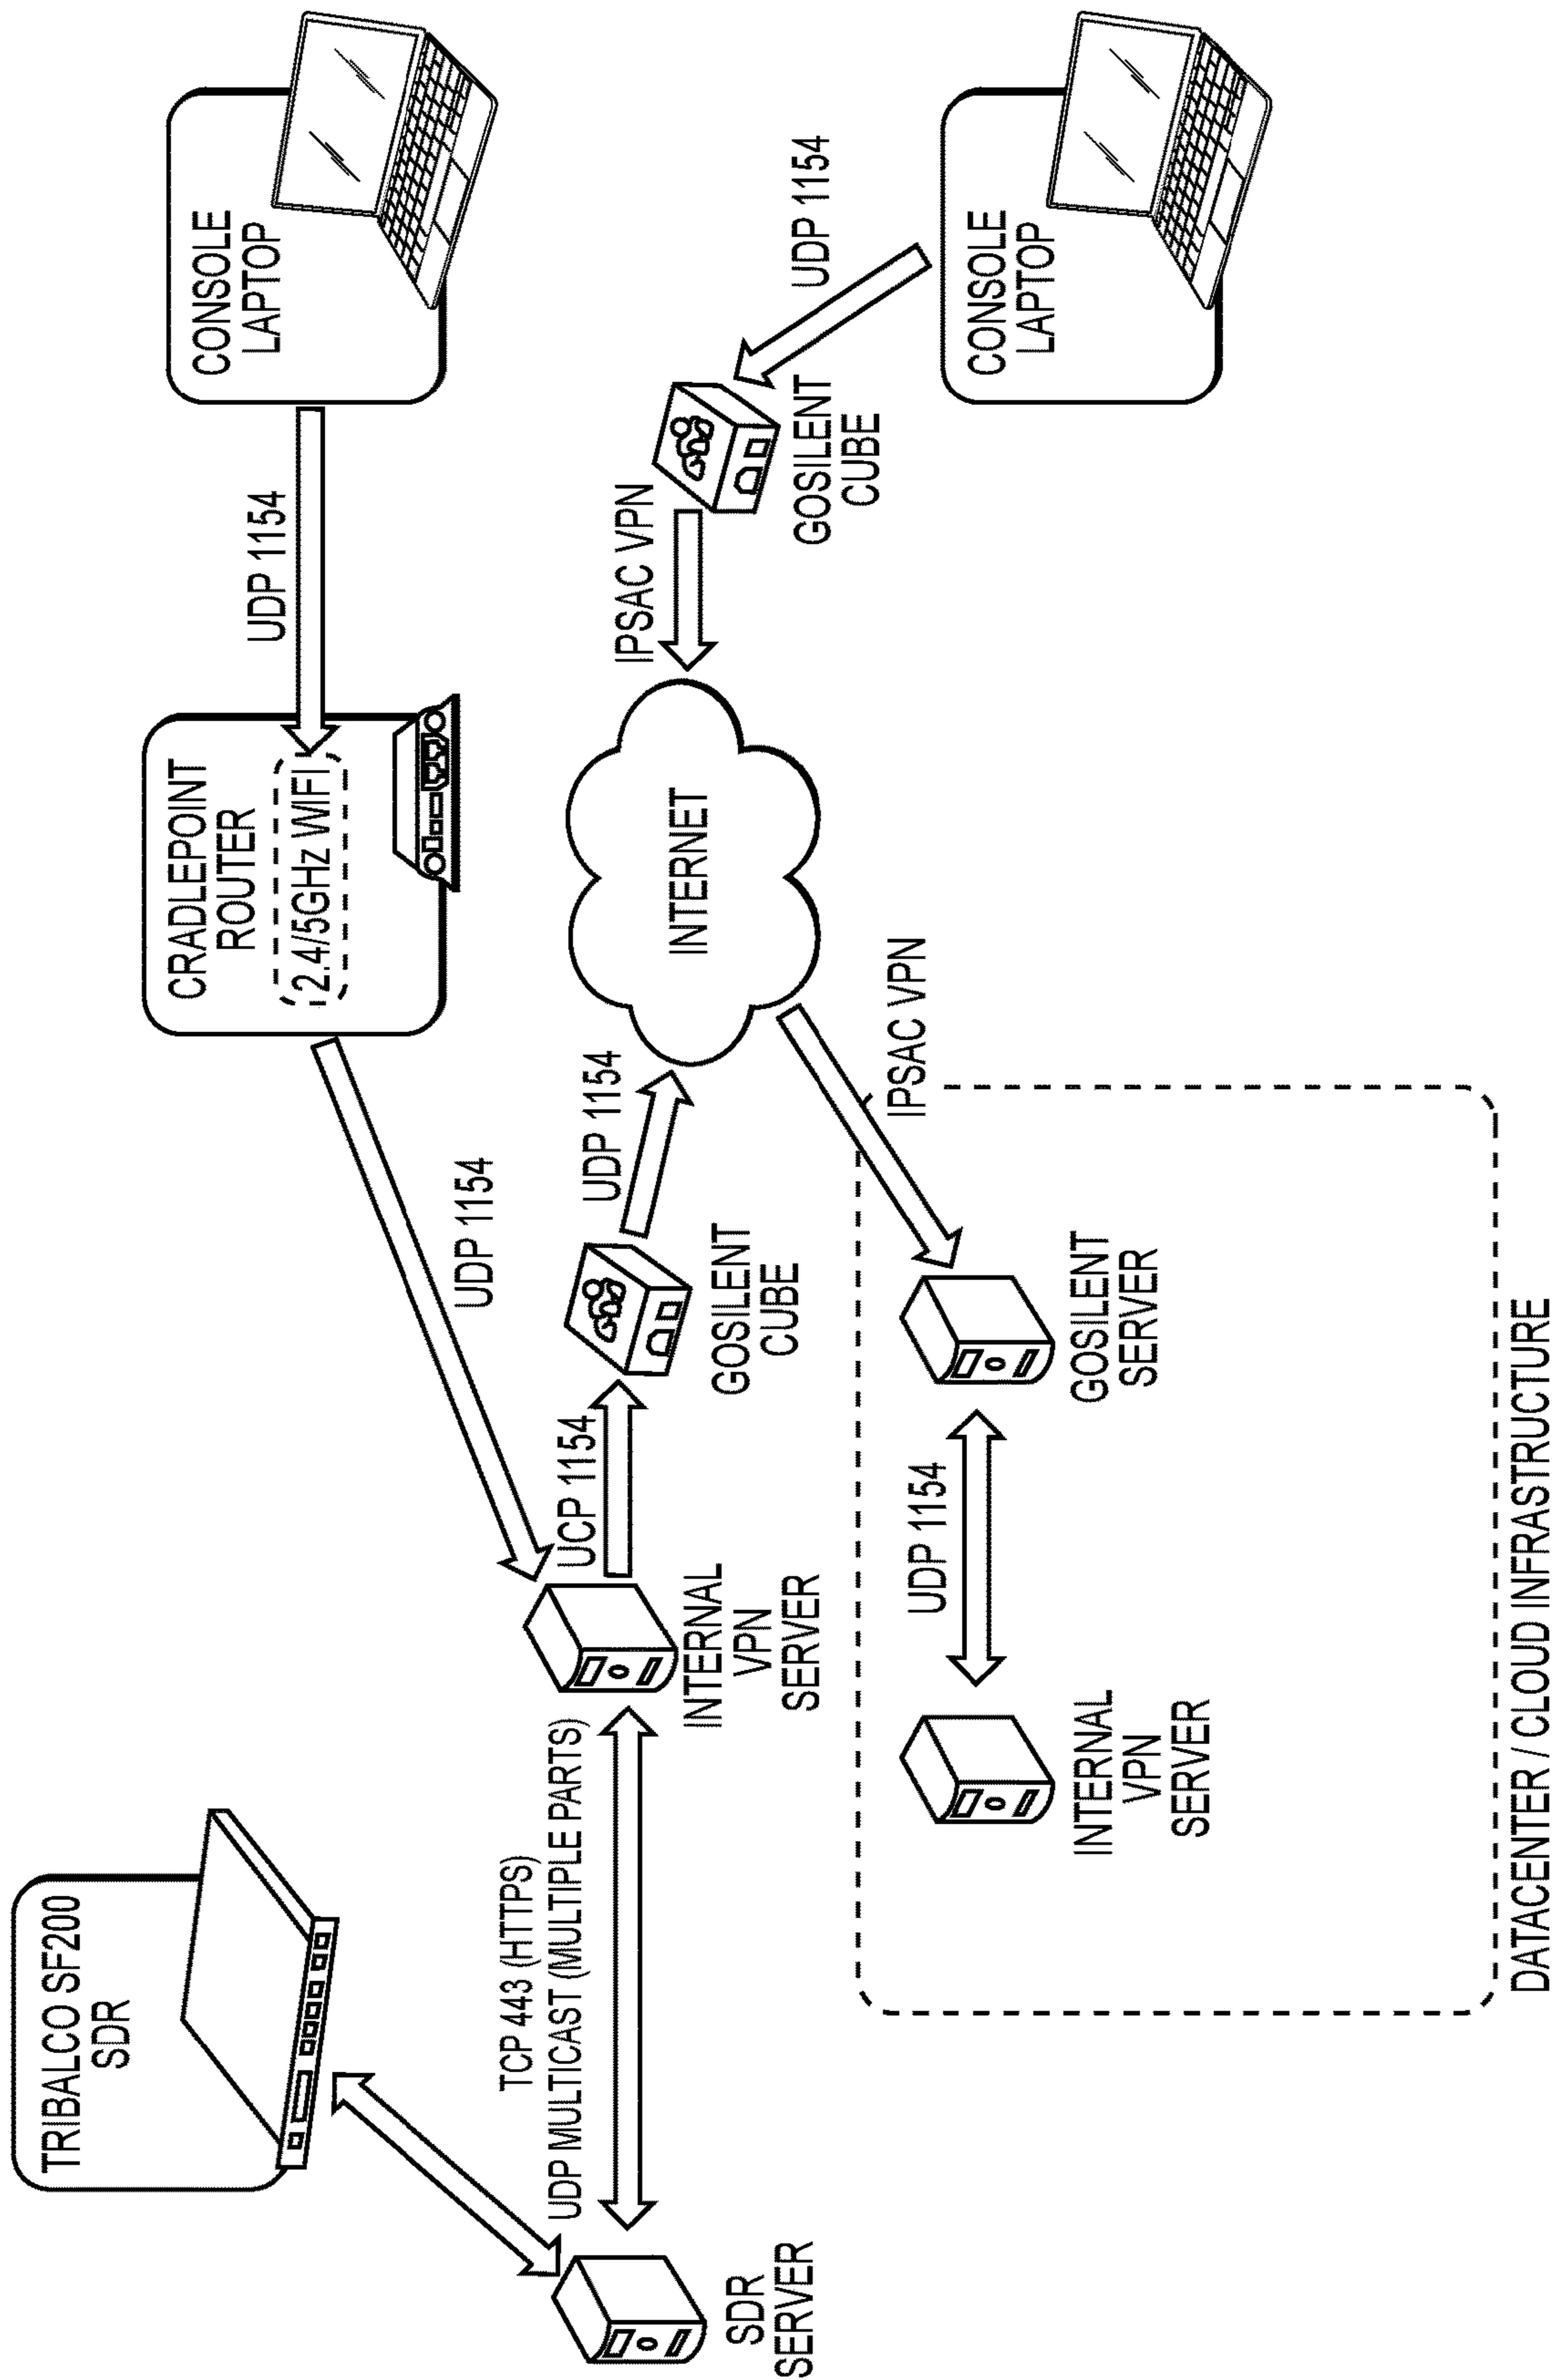 TRIBALCO SF200
SDR
CRADLEPOINT
ROUTER
2.4/5GHz WIFI
UDP 1154
CONSOLE
LAPTOP
TCP 443 (HTTPS)
UDP MULTICAST (MULTIPLE PARTS)
UDP 1154
SDR
SERVER
INTERNAL
VPN
SERVER
UCP 1154
GOSILENT
CUBE
UDP 1154
INTERNET
IPSAC VPN
GOSILENT
CUBE
UDP 1154
IPSAC VPN
INTERNAL
VPN
SERVER
UDP 1154
GOSILENT
SERVER
CONSOLE
LAPTOP
DATACENTER / CLOUD INFRASTRUCTURE